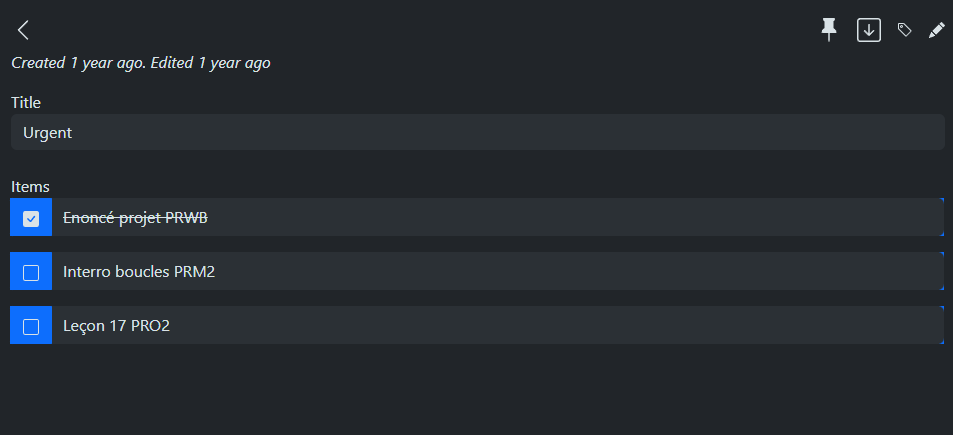 Created 1 year ago. Edited 1 year ago
Title
Urgent
Items
Enoncé projet PRWB
Interro boucles PRM2
Leçon 17 PRO2